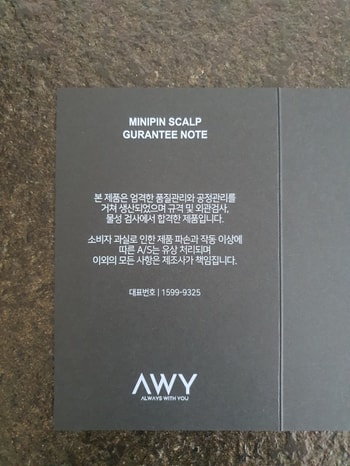 MINIPIN SCALP
GURANTEE NOTE
본 제품은 엄격한 품질관리와 공정관리를
거쳐 생산되었으며 규격 및 외관검사,
물성 검사에서 합격한 제품입니다.
소비자 과실로 인한 제품 파손과 작동 이상에
따른 A/S는 유상 처리되며
이외의 모든 사항은 제조사가 책임집니다.
대표번호 | 1599-9325
AWY
ALWAYS WITH YOU